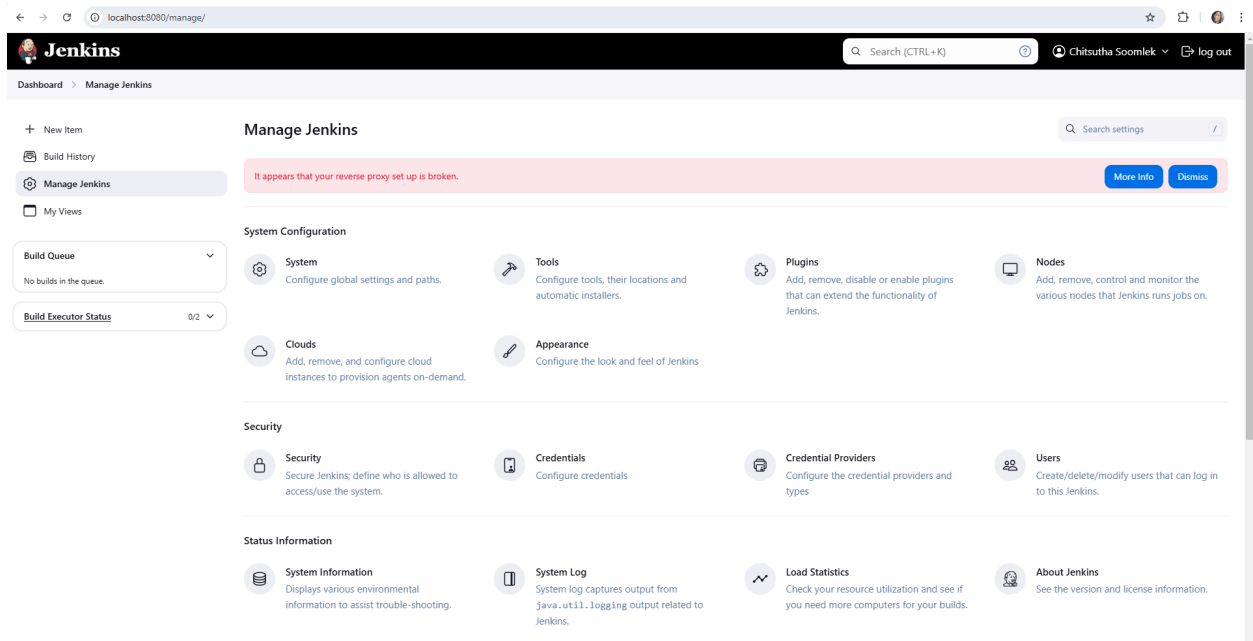 localhost:8080/manage/
Jenkins
Search (CTRL+K)
?
Chitsutha Soomlek
log out
Dashboard > Manage Jenkins
New Item
Build History
Manage Jenkins
My Views
Build Queue
No builds in the queue.
Build Executor Status 0/2
Manage Jenkins
Search settings /
It appears that your reverse proxy set up is broken.
More Info
Dismiss
System Configuration
System
Configure global settings and paths.
Tools
Configure tools, their locations and
automatic installers.
Plugins
Add, remove, disable or enable plugins
that can extend the functionality of
Jenkins.
Nodes
Add, remove, control and monitor the
various nodes that Jenkins runs jobs on.
Clouds
Add, remove, and configure cloud
instances to provision agents on-demand.
Appearance
Configure the look and feel of Jenkins
Security
Security
Secure Jenkins; define who is allowed to
access/use the system.
Credentials
Configure credentials
Credential Providers
Configure the credential providers and
types
Users
Create/delete/modify users that can log in
to this Jenkins.
Status Information
System Information
Displays various environmental
information to assist trouble-shooting.
System Log
System log captures output from
java.util.logging output related to
Jenkins.
Load Statistics
Check your resource utilization and see if
you need more computers for your builds.
About Jenkins
See the version and license information.